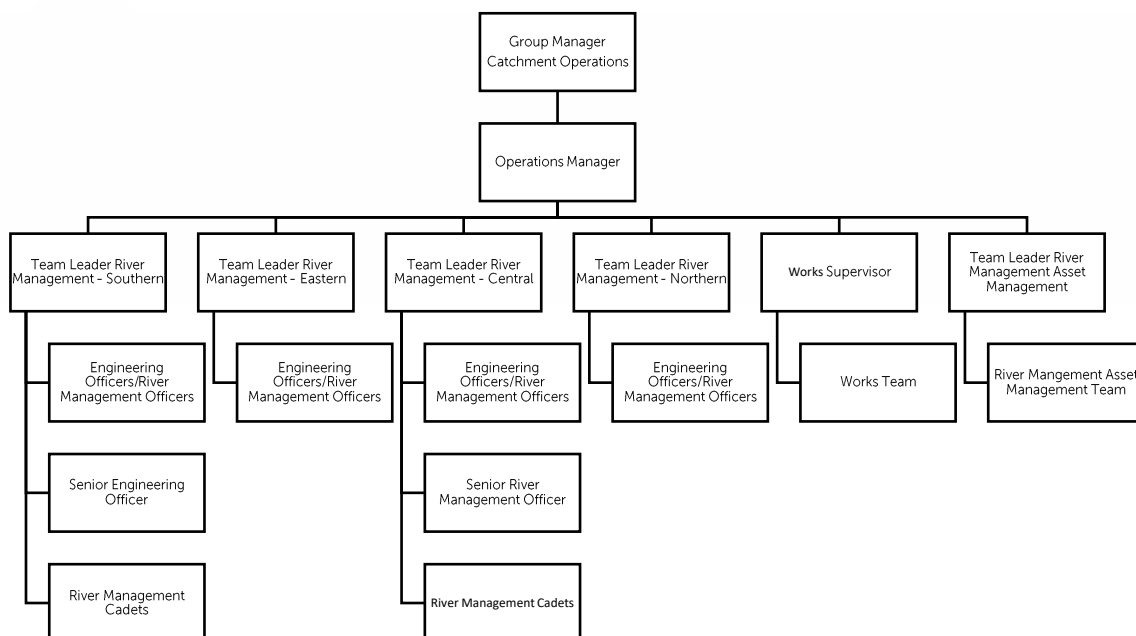 Group Manager
Catchment Operations
Operations Manager
Team Leader River
Management - Southern
Team Leader River
Management - Eastern
Team Leader River
Management - Central
Team Leader River
Management - Northern
Works Supervisor
Team Leader River
Management Asset
Management
Engineering
Officers/River
Management Officers
Engineering
Officers/River
Management Officers
Engineering
Officers/River
Management Officers
Engineering
Officers/River
Management Officers
Works Team
River Mangement Asset
Management Team
Senior Engineering
Officer
Senior River
Management Officer
River Management
Cadets
River Management Cadets